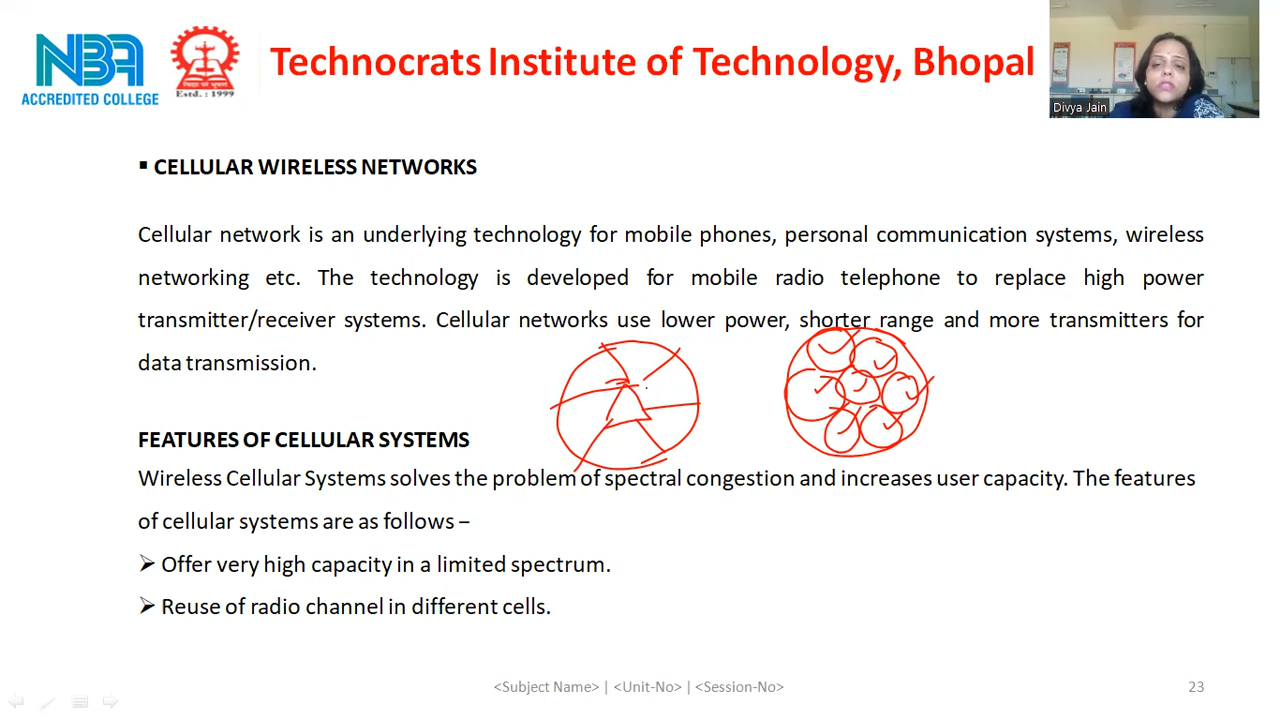 NBA
ACCREDITED COLLEGE
Estd. : 1999
Technocrats Institute of Technology, Bhopal
Divya Jain
▪ CELLULAR WIRELESS NETWORKS
Cellular network is an underlying technology for mobile phones, personal communication systems, wireless
networking etc. The technology is developed for mobile radio telephone to replace high power
transmitter/receiver systems. Cellular networks use lower power, shorter range and more transmitters for
data transmission.
FEATURES OF CELLULAR SYSTEMS
Wireless Cellular Systems solves the problem of spectral congestion and increases user capacity. The features
of cellular systems are as follows −
➢ Offer very high capacity in a limited spectrum.
➢ Reuse of radio channel in different cells.
<Subject Name> | <Unit-No> | <Session-No>
23